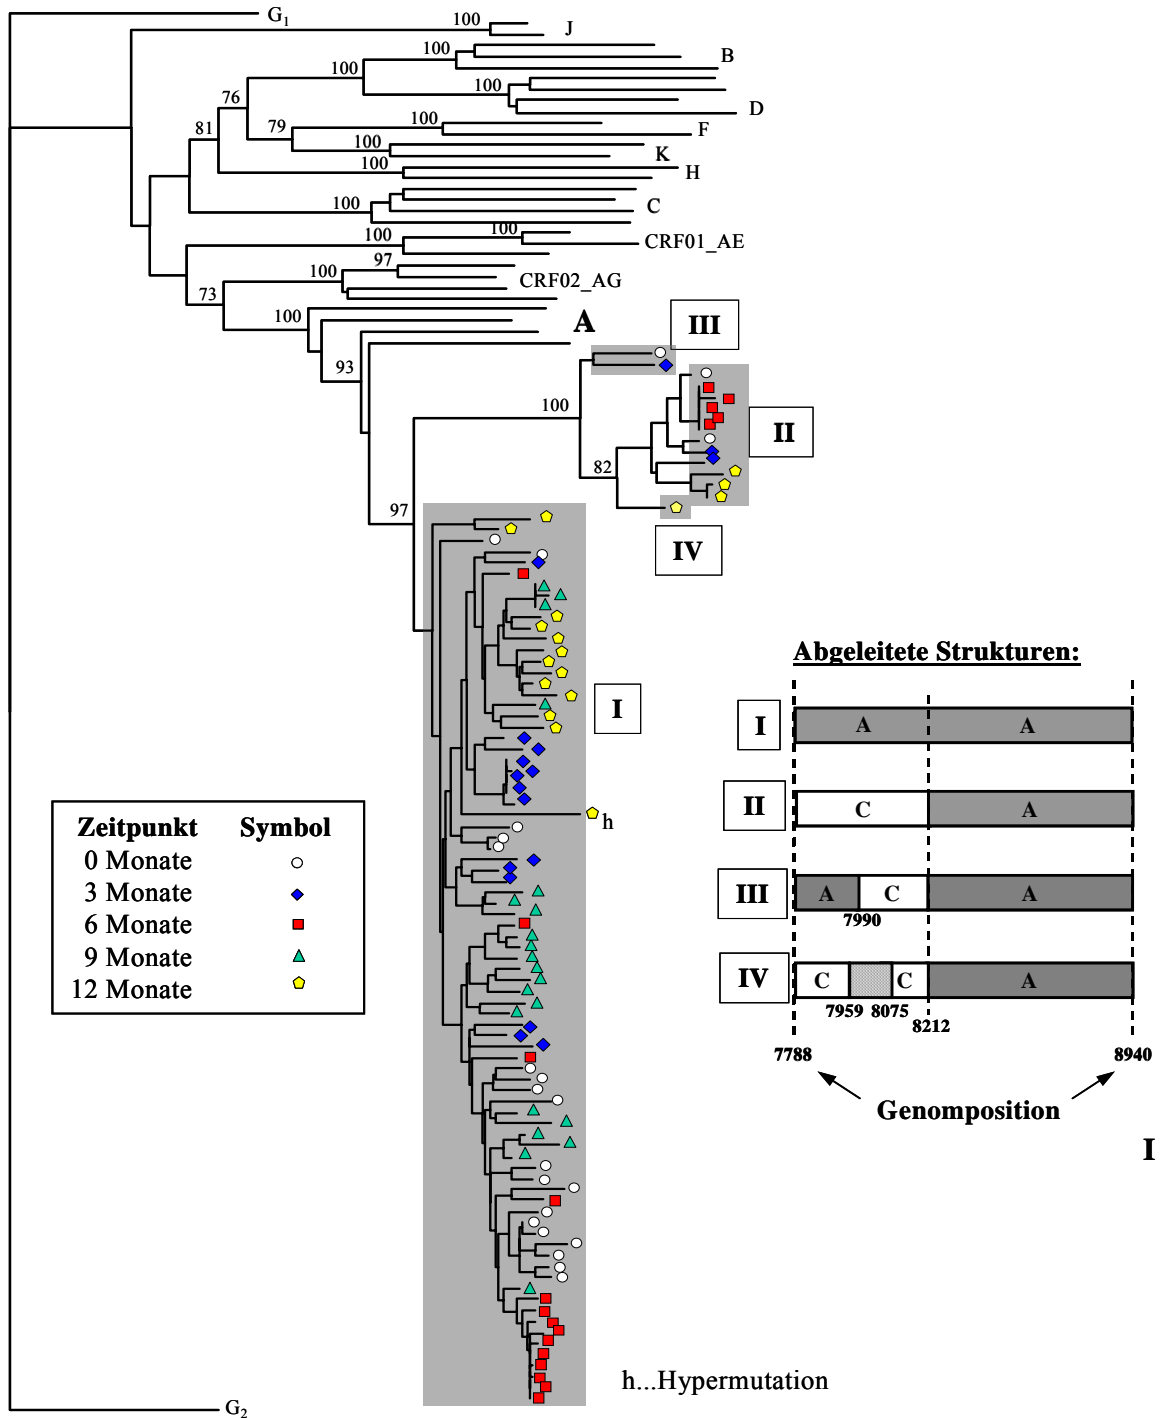 G1
100
J
100
B
100
100
76
D
81
79
100
F
100
K
100
H
100
C
100
100
CRF01_AE
97
100
CRF02_AG
73
100
A
III
93
100
II
82
97
IV
Abgeleitete Strukturen:
I
I
A
A
II
C
A
h
Zeitpunkt Symbol
0 Monate
3 Monate
6 Monate
9 Monate
12 Monate
III
A
C
A
7990
IV
C
C
A
7959
8075
8212
7788
8940
Genomposition
I
h...Hypermutation
G2